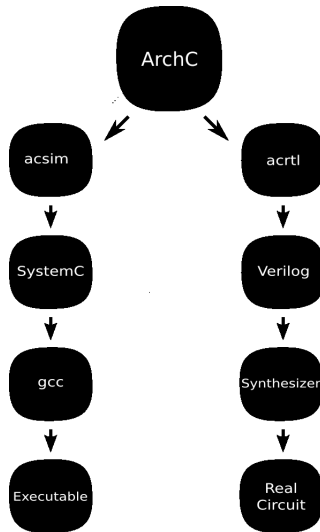 ArchC
acsim
acrtl
SystemC
Verilog
gcc
Synthesizer
Executable
Real
Circuit